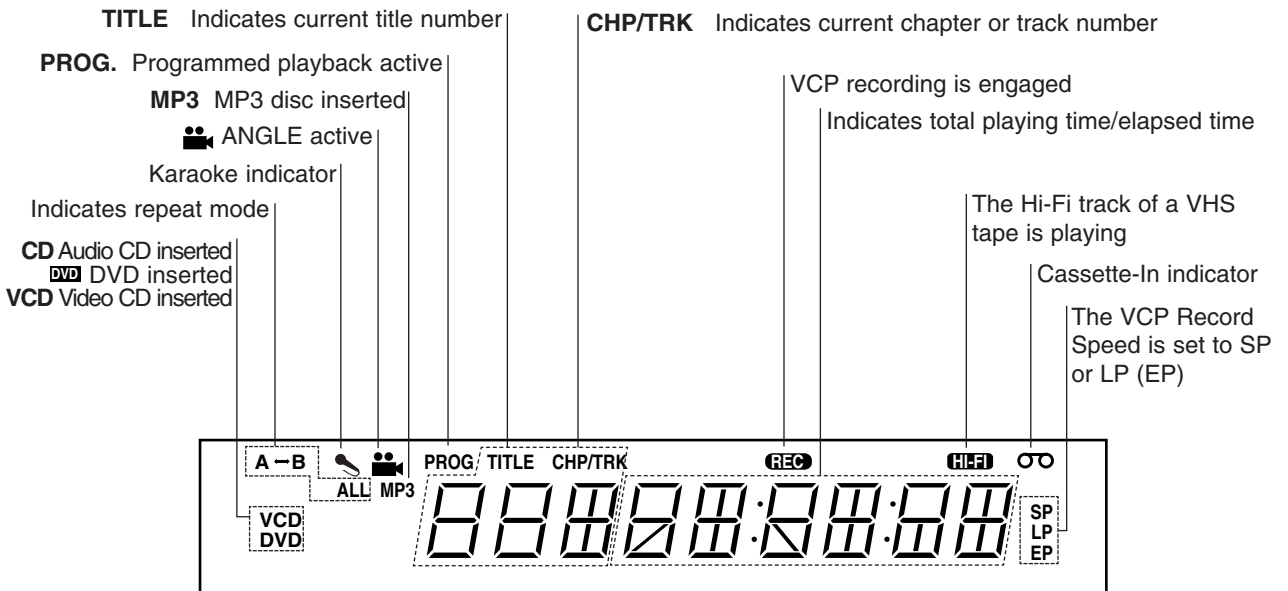 TITLE Indicates current title number
CHP/TRK Indicates current chapter or track number
PROG. Programmed playback active
MP3 MP3 disc inserted
ANGLE active
Karaoke indicator
Indicates repeat mode
CD Audio CD inserted
DVD DVD inserted
VCD Video CD inserted
VCP recording is engaged
Indicates total playing time/elapsed time
The Hi-Fi track of a VHS
tape is playing
Cassette-In indicator
The VCP Record
Speed is set to SP
or LP (EP)
A B PROG TITLE CHP/TRK REC HI-FI
ALL MP3
VCD
DVD
SP
LP
EP